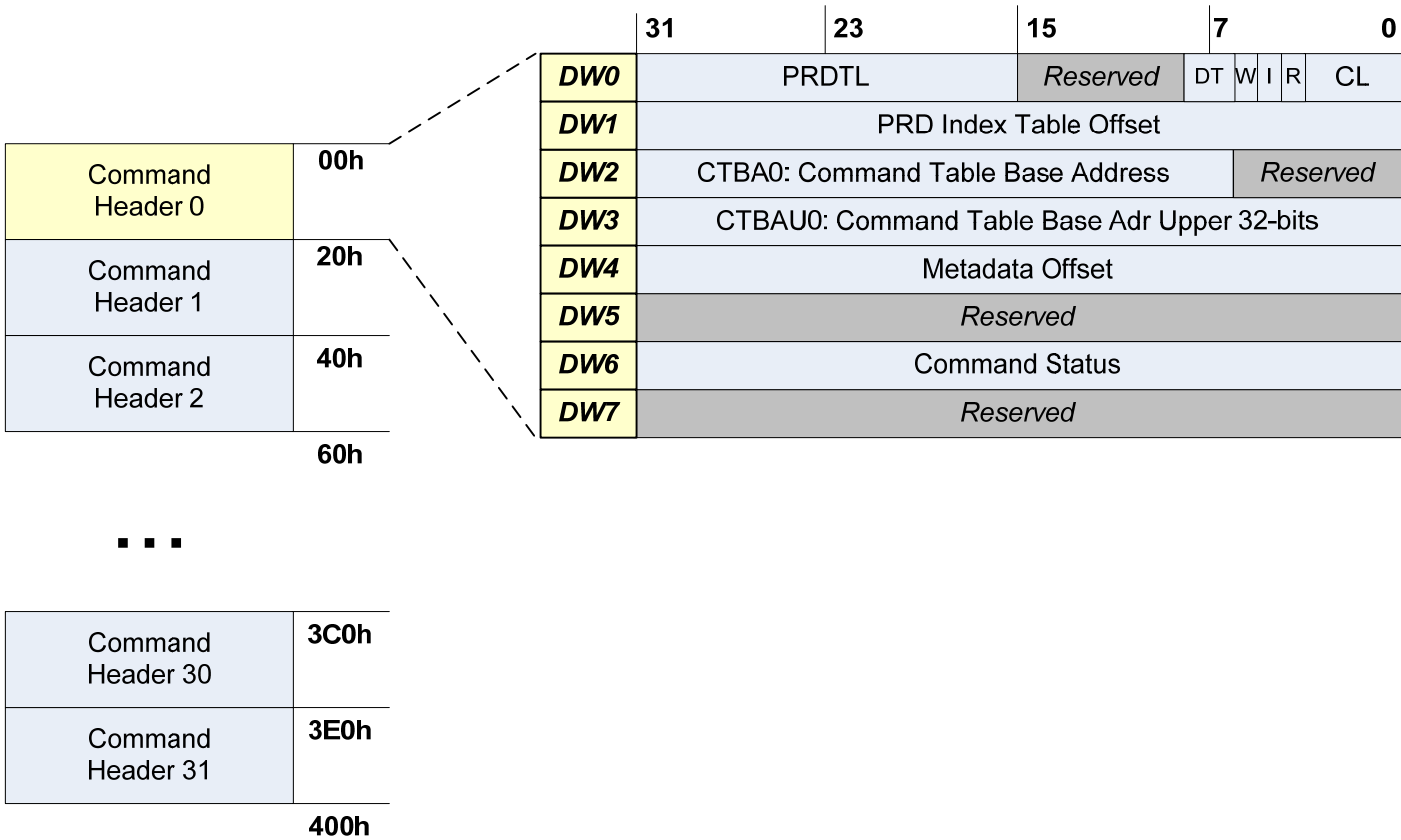 Command
Header 0
00h
Command
Header 1
20h
Command
Header 2
40h
60h
...
Command
Header 30
3C0h
Command
Header 31
3E0h
400h
31 23 15 7 0
DW0 PRDTL Reserved DT W I R CL
DW1 PRD Index Table Offset
DW2 CTBA0: Command Table Base Address Reserved
DW3 CTBAU0: Command Table Base Adr Upper 32-bits
DW4 Metadata Offset
DW5 Reserved
DW6 Command Status
DW7 Reserved